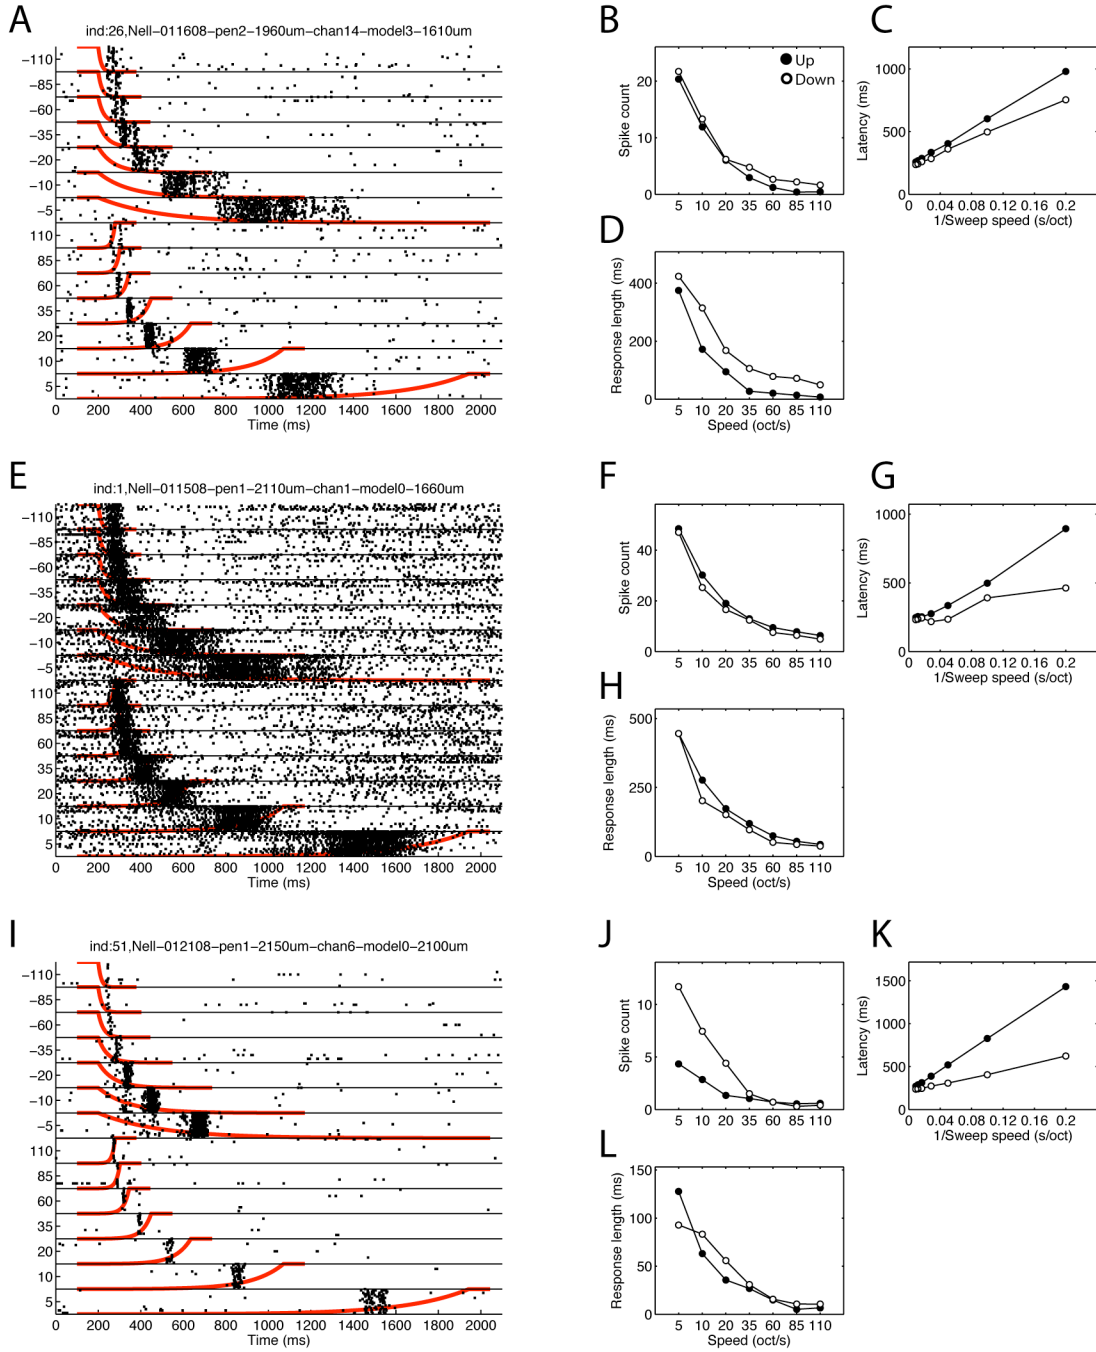 A
ind:26,Nell−011608−pen2−1960um−chan14−model3−1610um
−110
−85
−60
−35
−20
−10
−5
110
85
60
35
20
10
5
0 200 400 600 800 1000 1200 1400 1600 1800 2000
Time (ms)
B
Spike count
20
10
0
Up
Down
5 10 20 35 60 85 110
C
Latency (ms)
1000
500
0
0 0.04 0.08 0.12 0.16 0.2
1/Sweep speed (s/oct)
D
Response length (ms)
400
200
0
5 10 20 35 60 85 110
Speed (oct/s)
E
ind:1,Nell−011508−pen1−2110um−chan1−model0−1660um
−110
−85
−60
−35
−20
−10
−5
110
85
60
35
20
10
5
0 200 400 600 800 1000 1200 1400 1600 1800 2000
Time (ms)
F
Spike count
40
20
0
5 10 20 35 60 85 110
G
Latency (ms)
1000
500
0
0 0.04 0.08 0.12 0.16 0.2
1/Sweep speed (s/oct)
H
Response length (ms)
500
250
0
5 10 20 35 60 85 110
Speed (oct/s)
I
ind:51,Nell−012108−pen1−2150um−chan6−model0−2100um
−110
−85
−60
−35
−20
−10
−5
110
85
60
35
20
10
5
0 200 400 600 800 1000 1200 1400 1600 1800 2000
Time (ms)
J
Spike count
10
5
0
5 10 20 35 60 85 110
K
Latency (ms)
1500
1000
500
0
0 0.04 0.08 0.12 0.16 0.2
1/Sweep speed (s/oct)
L
Response length (ms)
150
100
50
0
5 10 20 35 60 85 110
Speed (oct/s)